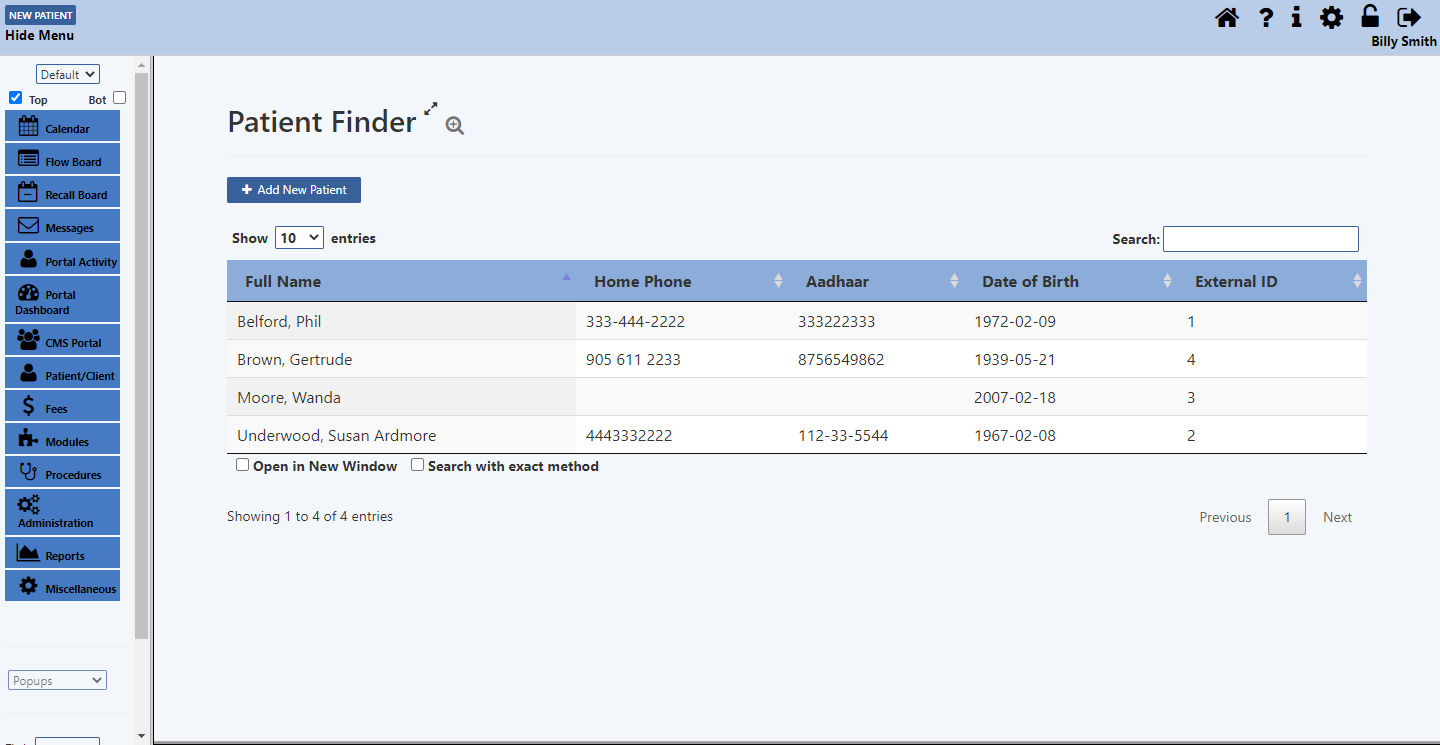 NEW PATIENT
Hide Menu
Billy Smith
Default
Top Bot
Calendar
Flow Board
Recall Board
Messages
Portal Activity
Portal
Dashboard
CMS Portal
Patient/Client
Fees
Modules
Procedures
Administration
Reports
Miscellaneous
Popups
Patient Finder
+ Add New Patient
Show 10 entries
Search:
Full Name Home Phone Aadhaar Date of Birth External ID
Belford, Phil 333-444-2222 333222333 1972-02-09 1
Brown, Gertrude 905 611 2233 8756549862 1939-05-21 4
Moore, Wanda 2007-02-18 3
Underwood, Susan Ardmore 4443332222 112-33-5544 1967-02-08 2
Open in New Window Search with exact method
Showing 1 to 4 of 4 entries
Previous 1 Next